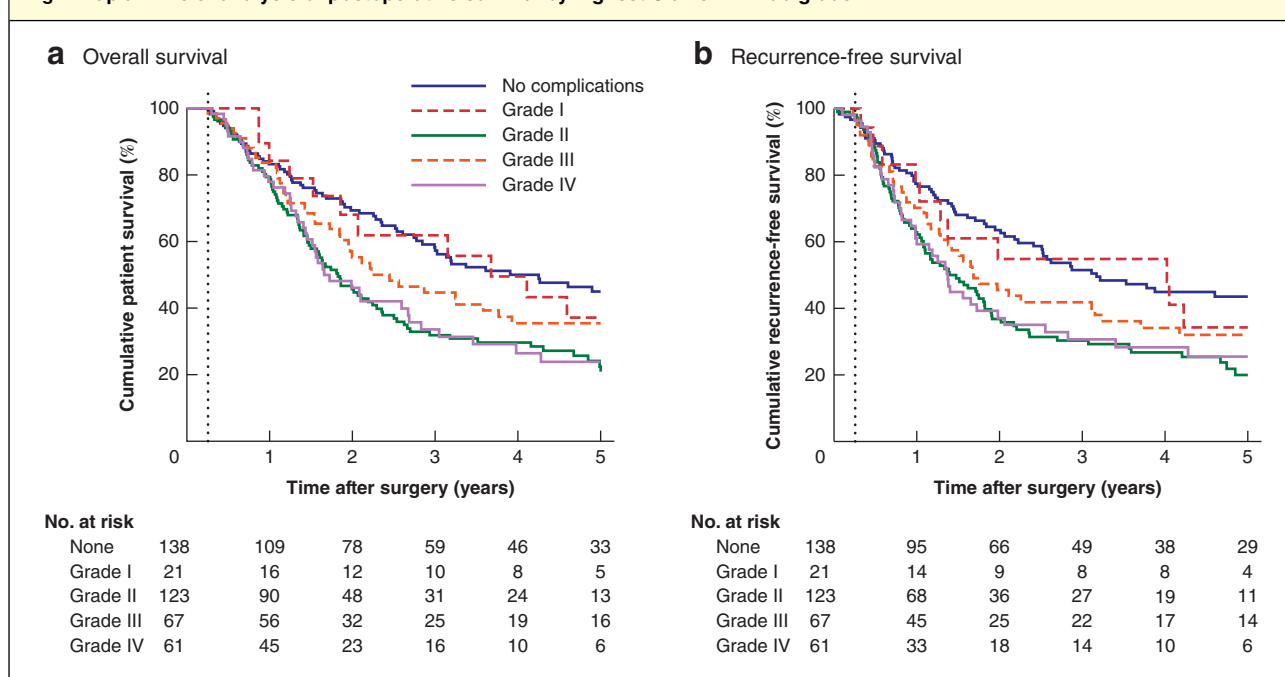 a Overall survival
No complications
Grade I
Grade II
Grade III
Grade IV
Cumulative patient survival (%)
100
80
60
40
20
0 1 2 3 4 5
Time after surgery (years)
No. at risk
None 138 109 78 59 46 33
Grade I 21 16 12 10 8 5
Grade II 123 90 48 31 24 13
Grade III 67 56 32 25 19 16
Grade IV 61 45 23 16 10 6
b Recurrence-free survival
Cumulative recurrence-free survival (%)
100
80
60
40
20
0 1 2 3 4 5
Time after surgery (years)
No. at risk
None 138 95 66 49 38 29
Grade I 21 14 9 8 8 4
Grade II 123 68 36 27 19 11
Grade III 67 45 25 22 17 14
Grade IV 61 33 18 14 10 6